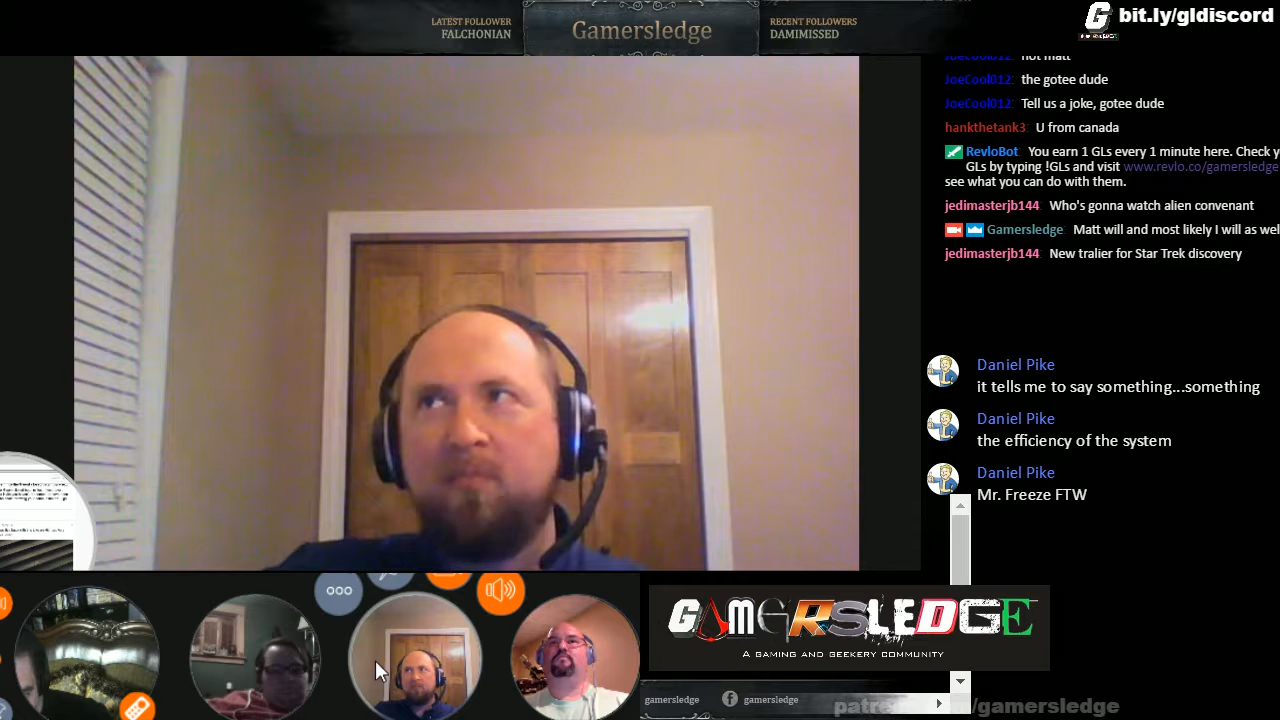 LATEST FOLLOWER
FALCHONIAN
Gamersledge
RECENT FOLLOWERS
DAMIMISSED
bit.ly/gldiscord
JoeCool012: not matt
JoeCool012: the gotee dude
JoeCool012: Tell us a joke, gotee dude
hankthetank3: U from canada
RevloBot: You earn 1 GLs every 1 minute here. Check y
GLs by typing !GLs and visit www.revlo.co/gamersledge
see what you can do with them.
jedimasterjb144: Who's gonna watch alien convenant
Gamersledge: Matt will and most likely I will as wel
jedimasterjb144: New tralier for Star Trek discovery
Daniel Pike
it tells me to say something...something
Daniel Pike
the efficiency of the system
Daniel Pike
Mr. Freeze FTW
GAMERSLEDGE
A GAMING AND GEEKERY COMMUNITY
gamersledge
gamersledge
/gamersledge